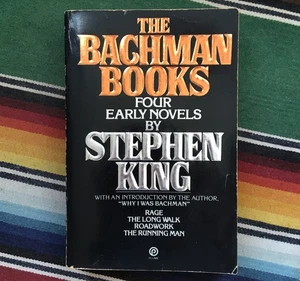 THE
BACHMAN
BOOKS
FOUR
EARLY NOVELS
BY
STEPHEN
KING
WITH AN INTRODUCTION BY THE AUTHOR,
"WHY I WAS BACHMAN"
RAGE
THE LONG WALK
ROADWORK
THE RUNNING MAN